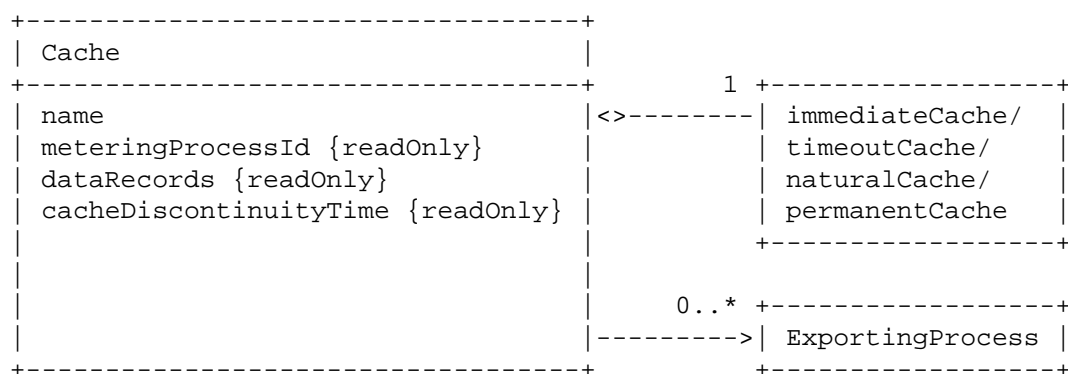 +-----------------------------------+
| Cache                             |
+-----------------------------------+        1 +------------------+
| name                              |<>--------| immediateCache/  |
| meteringProcessId {readOnly}      |          | timeoutCache/    |
| dataRecords {readOnly}            |          | naturalCache/    |
| cacheDiscontinuityTime {readOnly} |          | permanentCache   |
|                                   |          +------------------+
|                                   |
|                                   |     0..* +------------------+
|                                   |--------->| ExportingProcess |
+-----------------------------------+          +------------------+